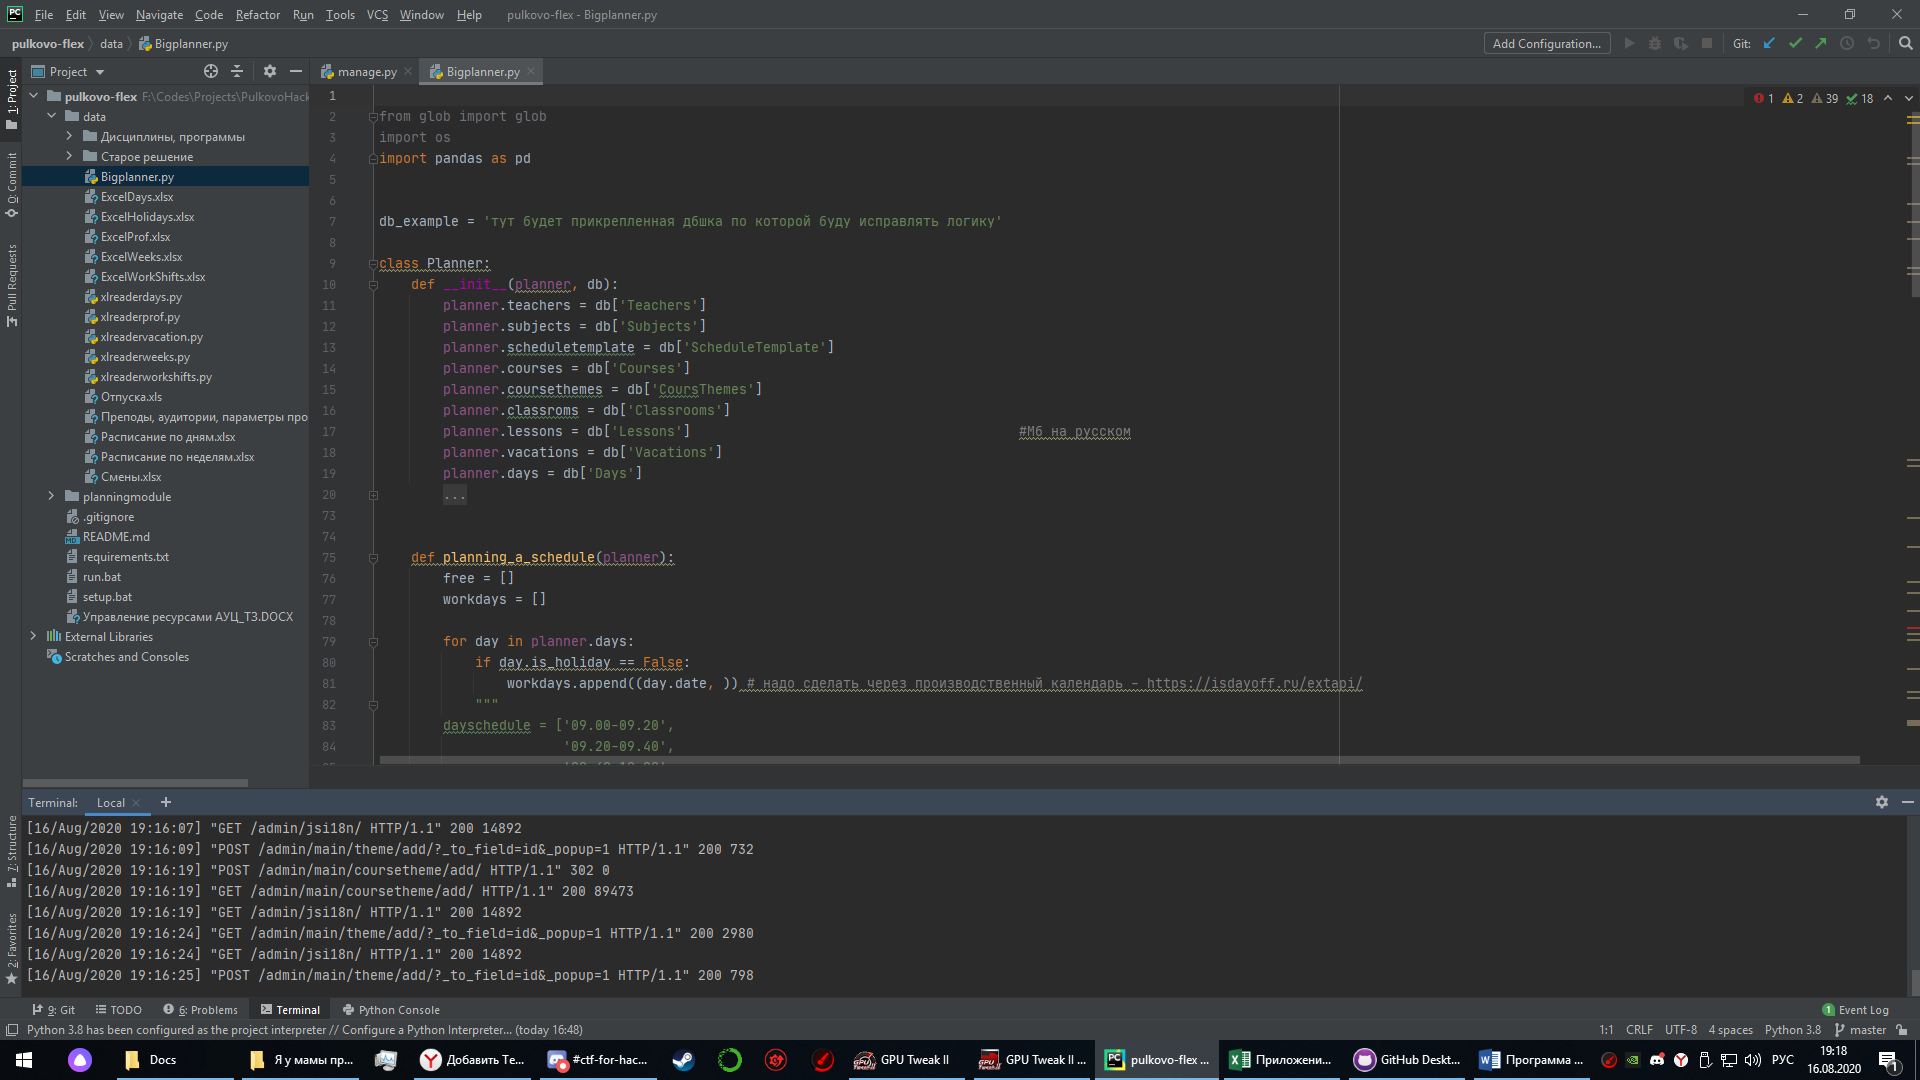 File Edit View Navigate Code Refactor Run Tools VCS Window Help pulkovo-flex - Bigplanner.py
pulkovo-flex data Bigplanner.py Add Configuration... Git:
Project manage.py Bigplanner.py
1: Project
0: Commit
Pull Requests
7: Structure
2: Favorites
pulkovo-flex F:\Codes\Projects\PulkovoHack
data
Дисциплины, программы
Старое решение
Bigplanner.py
ExcelDays.xlsx
ExcelHolidays.xlsx
ExcelProf.xlsx
ExcelWeeks.xlsx
ExcelWorkShifts.xlsx
xlreaderdays.py
xlreaderprof.py
xlreadervacation.py
xlreaderweeks.py
xlreaderworkshifts.py
Отпуска.xls
Преподы, аудитории, параметры про
Расписание по дням.xlsx
Расписание по неделям.xlsx
Смены.xlsx
planningmodule
.gitignore
README.md
requirements.txt
run.bat
setup.bat
Управление ресурсами АУЦ_ТЗ.DOCX
External Libraries
Scratches and Consoles
1 2 39 18
1
2 from glob import glob
3 import os
4 import pandas as pd
5
6
7 db_example = 'тут будет прикрепленная дбшка по которой буду исправлять логику'
8
9 class Planner:
10 def __init__(planner, db):
11 planner.teachers = db['Teachers']
12 planner.subjects = db['Subjects']
13 planner.scheduletemplate = db['ScheduleTemplate']
14 planner.courses = db['Courses']
15 planner.coursethemes = db['CoursThemes']
16 planner.classroms = db['Classrooms']
17 planner.lessons = db['Lessons'] #Мб на русском
18 planner.vacations = db['Vacations']
19 planner.days = db['Days']
20 ...
73
74
75 def planning_a_schedule(planner):
76 free = []
77 workdays = []
78
79 for day in planner.days:
80 if day.is_holiday == False:
81 workdays.append((day.date, )) # надо сделать через производственный календарь - https://isdayoff.ru/extapi/
82 """
83 dayschedule = ['09.00-09.20',
84 '09.20-09.40',
Terminal: Local
[16/Aug/2020 19:16:07] "GET /admin/jsi18n/ HTTP/1.1" 200 14892
[16/Aug/2020 19:16:09] "POST /admin/main/theme/add/?_to_field=id&_popup=1 HTTP/1.1" 200 732
[16/Aug/2020 19:16:19] "POST /admin/main/coursetheme/add/ HTTP/1.1" 302 0
[16/Aug/2020 19:16:19] "GET /admin/main/coursetheme/add/ HTTP/1.1" 200 89473
[16/Aug/2020 19:16:19] "GET /admin/jsi18n/ HTTP/1.1" 200 14892
[16/Aug/2020 19:16:24] "GET /admin/main/theme/add/?_to_field=id&_popup=1 HTTP/1.1" 200 2980
[16/Aug/2020 19:16:24] "GET /admin/jsi18n/ HTTP/1.1" 200 14892
[16/Aug/2020 19:16:25] "POST /admin/main/theme/add/?_to_field=id&_popup=1 HTTP/1.1" 200 798
9: Git TODO 6: Problems Terminal Python Console 1 Event Log
Python 3.8 has been configured as the project interpreter // Configure a Python Interpreter... (today 16:48) 1:1 CRLF UTF-8 4 spaces Python 3.8 master
Docs Я у мамы пр... Добавить Те... #ctf-for-hac... GPU Tweak II GPU Tweak II ... pulkovo-flex ... Приложени... GitHub Deskt... Программа ... РУС 19:18
16.08.2020 1